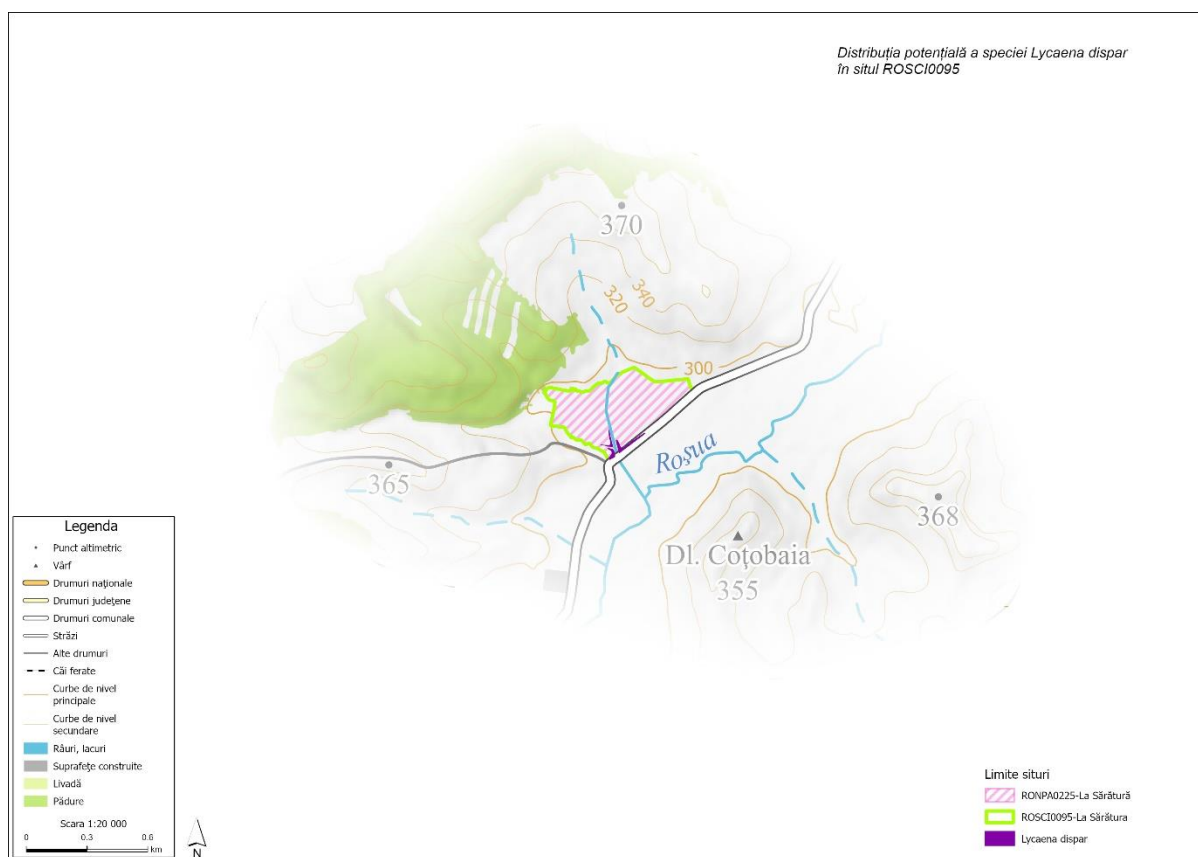 Distribuția potențială a speciei Lycaena dispar
în situl ROSCI0095
370
340
320
300
Roșua
365
368
Dl. Coțobaia
355
Legenda
Punct altimetric
Vârf
Drumuri naționale
Drumuri județene
Drumuri comunale
Străzi
Alte drumuri
Căi ferate
Curbe de nivel
principale
Curbe de nivel
secundare
Râuri, lacuri
Suprafețe construite
Livadă
Pădure
Scara 1:20 000
0 0.3 0.6
km
N
Limite situri
RONPA0225-La Sărătură
ROSCI0095-La Sărătura
Lycaena dispar